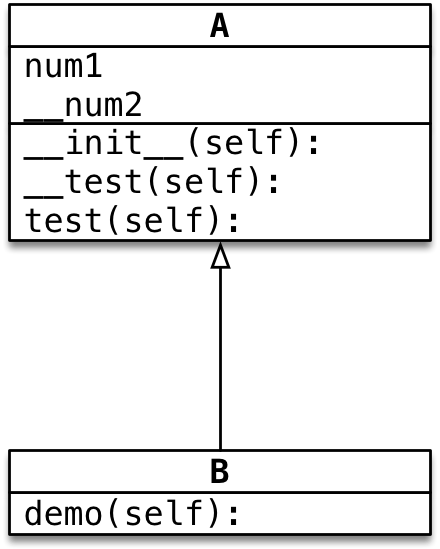 A
num1
__num2
__init__(self):
__test(self):
test(self):
B
demo(self):